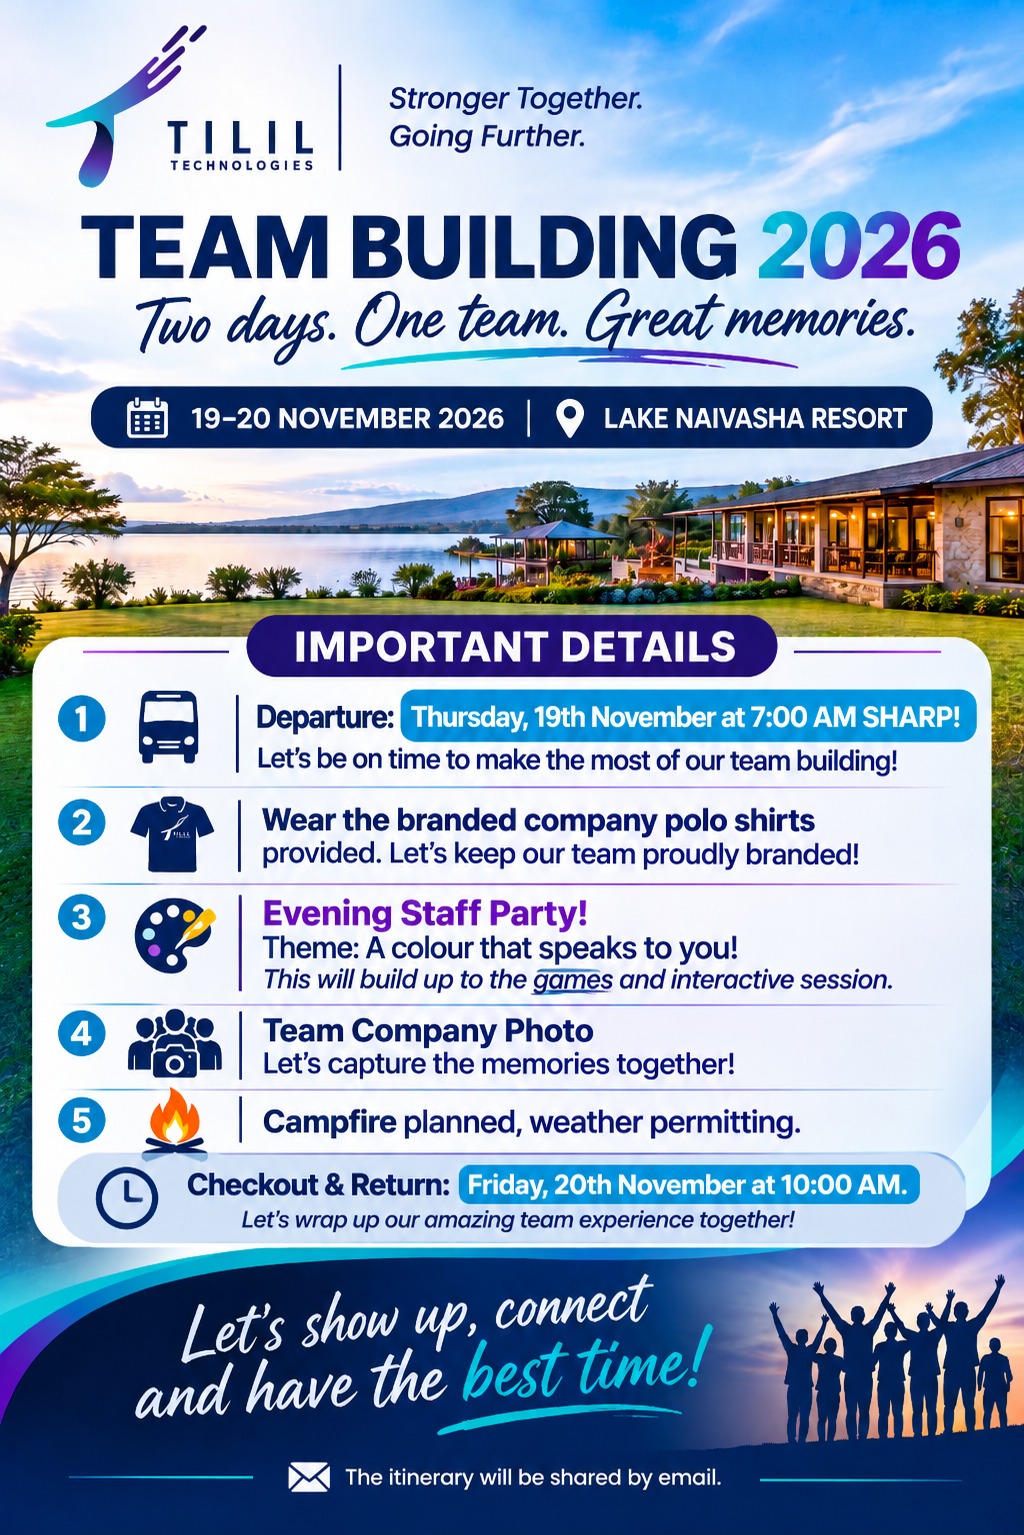 TILIL
TECHNOLOGIES
Stronger Together.
Going Further.
TEAM BUILDING 2026
Two days. One team. Great memories.
19–20 NOVEMBER 2026 | LAKE NAIVASHA RESORT
IMPORTANT DETAILS
1
Departure: Thursday, 19th November at 7:00 AM SHARP!
Let's be on time to make the most of our team building!
2
TILIL
Wear the branded company polo shirts
provided. Let's keep our team proudly branded!
3
Evening Staff Party!
Theme: A colour that speaks to you!
This will build up to the games and interactive session.
4
Team Company Photo
Let's capture the memories together!
5
Campfire planned, weather permitting.
Checkout & Return: Friday, 20th November at 10:00 AM.
Let's wrap up our amazing team experience together!
Let's show up, connect
and have the best time!
The itinerary will be shared by email.